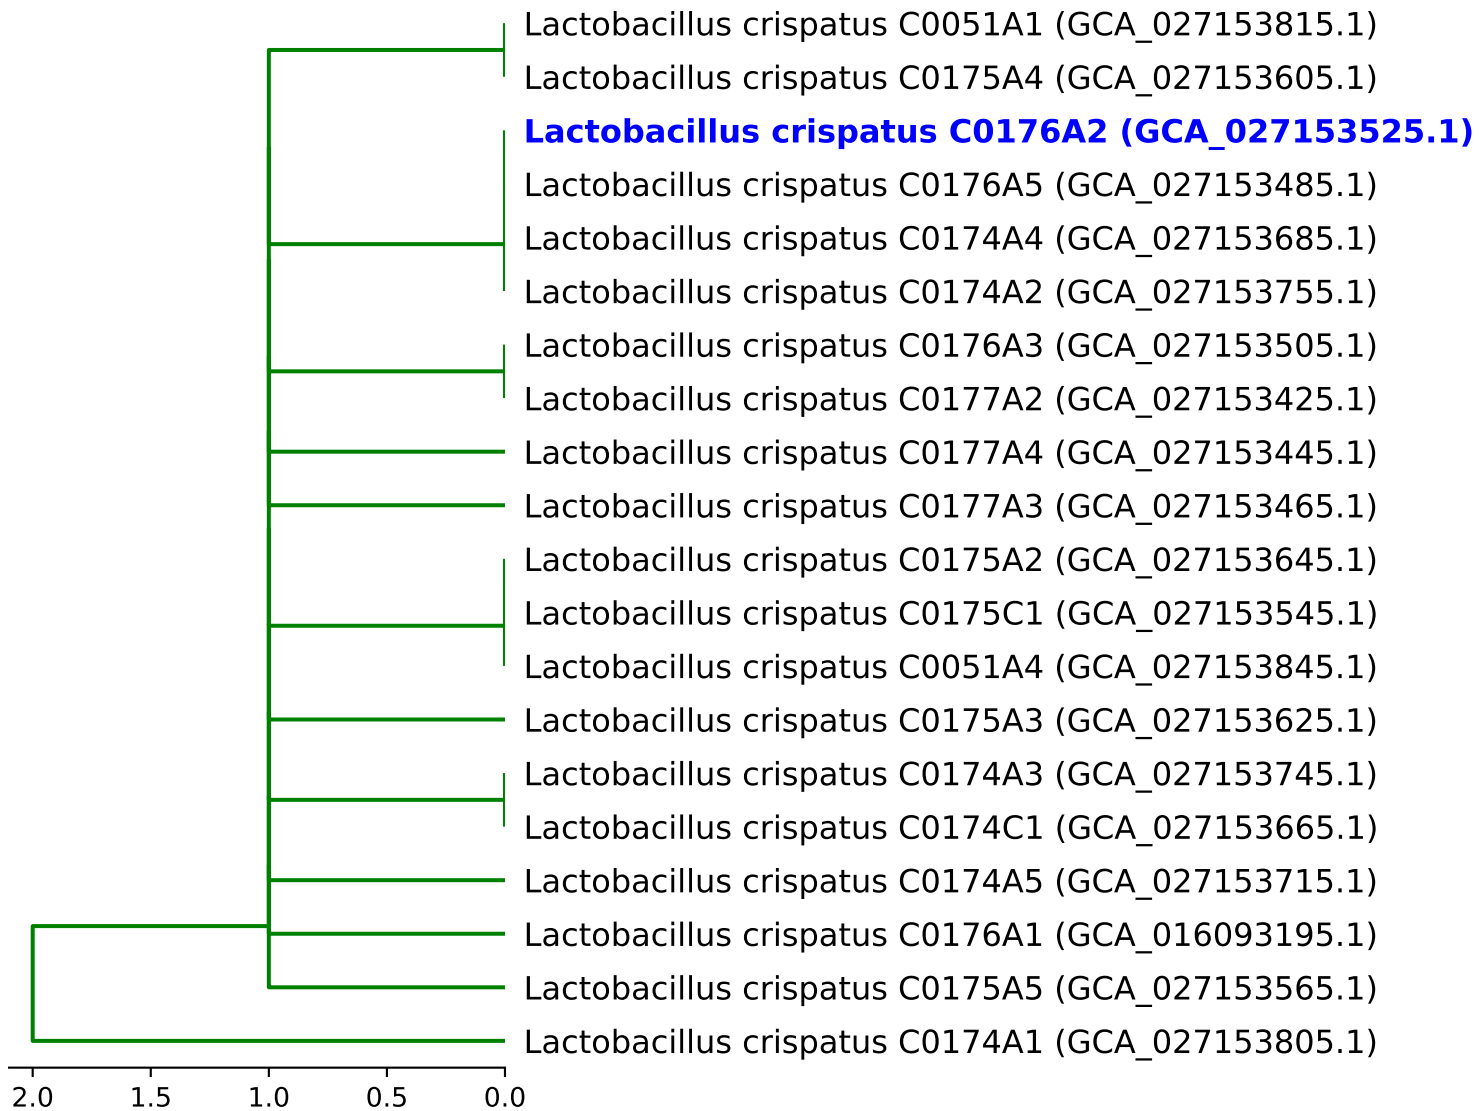 Lactobacillus crispatus C0051A1 (GCA_027153815.1)
Lactobacillus crispatus C0175A4 (GCA_027153605.1)
Lactobacillus crispatus C0176A2 (GCA_027153525.1)
Lactobacillus crispatus C0176A5 (GCA_027153485.1)
Lactobacillus crispatus C0174A4 (GCA_027153685.1)
Lactobacillus crispatus C0174A2 (GCA_027153755.1)
Lactobacillus crispatus C0176A3 (GCA_027153505.1)
Lactobacillus crispatus C0177A2 (GCA_027153425.1)
Lactobacillus crispatus C0177A4 (GCA_027153445.1)
Lactobacillus crispatus C0177A3 (GCA_027153465.1)
Lactobacillus crispatus C0175A2 (GCA_027153645.1)
Lactobacillus crispatus C0175C1 (GCA_027153545.1)
Lactobacillus crispatus C0051A4 (GCA_027153845.1)
Lactobacillus crispatus C0175A3 (GCA_027153625.1)
Lactobacillus crispatus C0174A3 (GCA_027153745.1)
Lactobacillus crispatus C0174C1 (GCA_027153665.1)
Lactobacillus crispatus C0174A5 (GCA_027153715.1)
Lactobacillus crispatus C0176A1 (GCA_016093195.1)
Lactobacillus crispatus C0175A5 (GCA_027153565.1)
Lactobacillus crispatus C0174A1 (GCA_027153805.1)
2.0 1.5 1.0 0.5 0.0